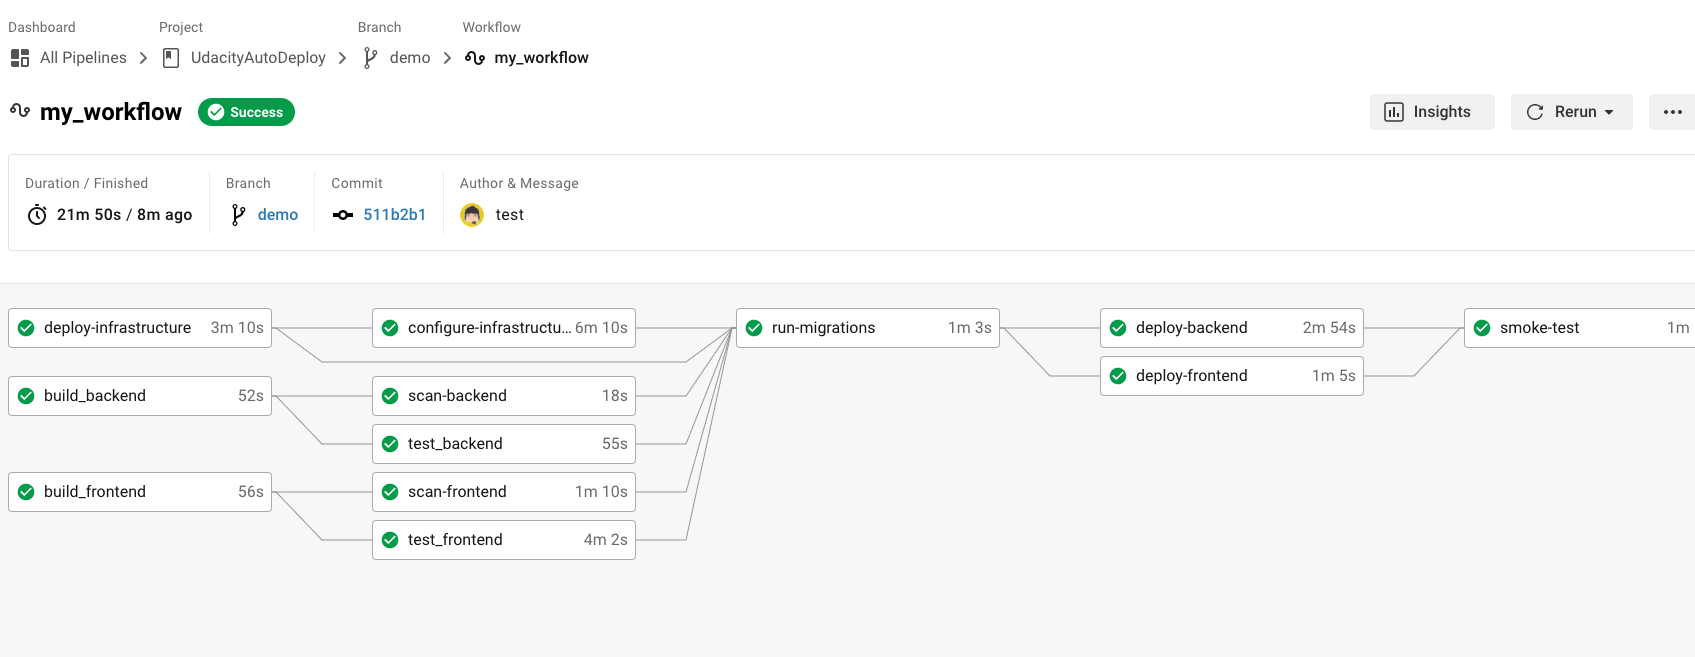 Dashboard Project Branch Workflow
All Pipelines UdacityAutoDeploy demo my_workflow
my_workflow Success Insights Rerun
Duration / Finished Branch Commit Author & Message
21m 50s / 8m ago demo 511b2b1 test
deploy-infrastructure 3m 10s configure-infrastructu... 6m 10s run-migrations 1m 3s deploy-backend 2m 54s smoke-test 1m
deploy-frontend 1m 5s
build_backend 52s scan-backend 18s
test_backend 55s
build_frontend 56s scan-frontend 1m 10s
test_frontend 4m 2s